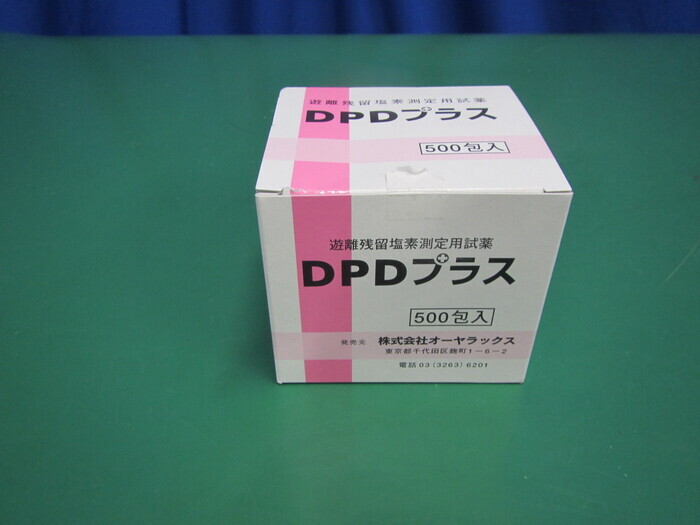 遊離残留塩素測定用試薬
DPDプラス
500包入
遊離残留塩素測定用試薬
DPDプラス
500包入
発売元 株式会社オーヤラックス
東京都千代田区麹町1-6-2
電話 03(3263)6201